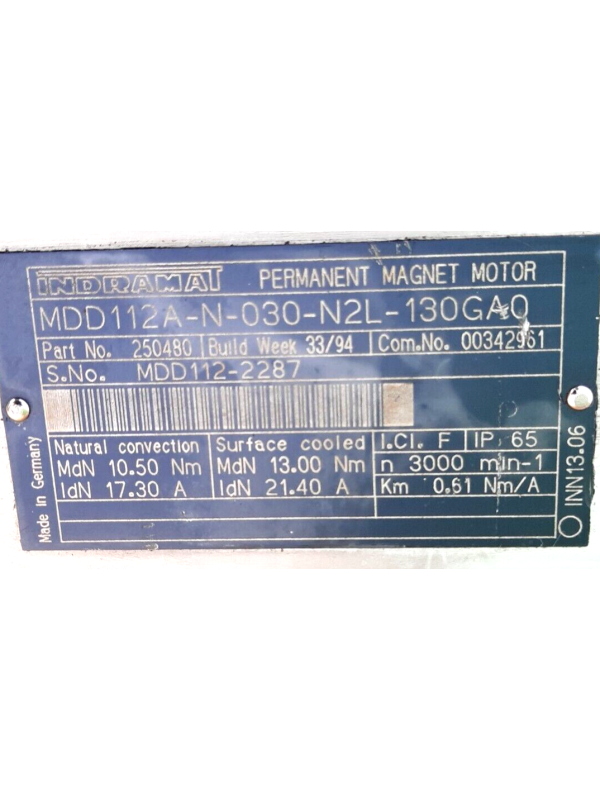 INDRAMAT PERMANENT MAGNET MOTOR
MDD112A-N-030-N2L-130GA0
Part No. 250480 Build Week 33/94 Com.No. 00342961
S.No. MDD112-2287
Natural convection Surface cooled I.Cl. F IP 65
MdN 10.50 Nm MdN 13.00 Nm n 3000 min-1
IdN 17.30 A IdN 21.40 A Km 0.61 Nm/A
Made in Germany
INN13.06